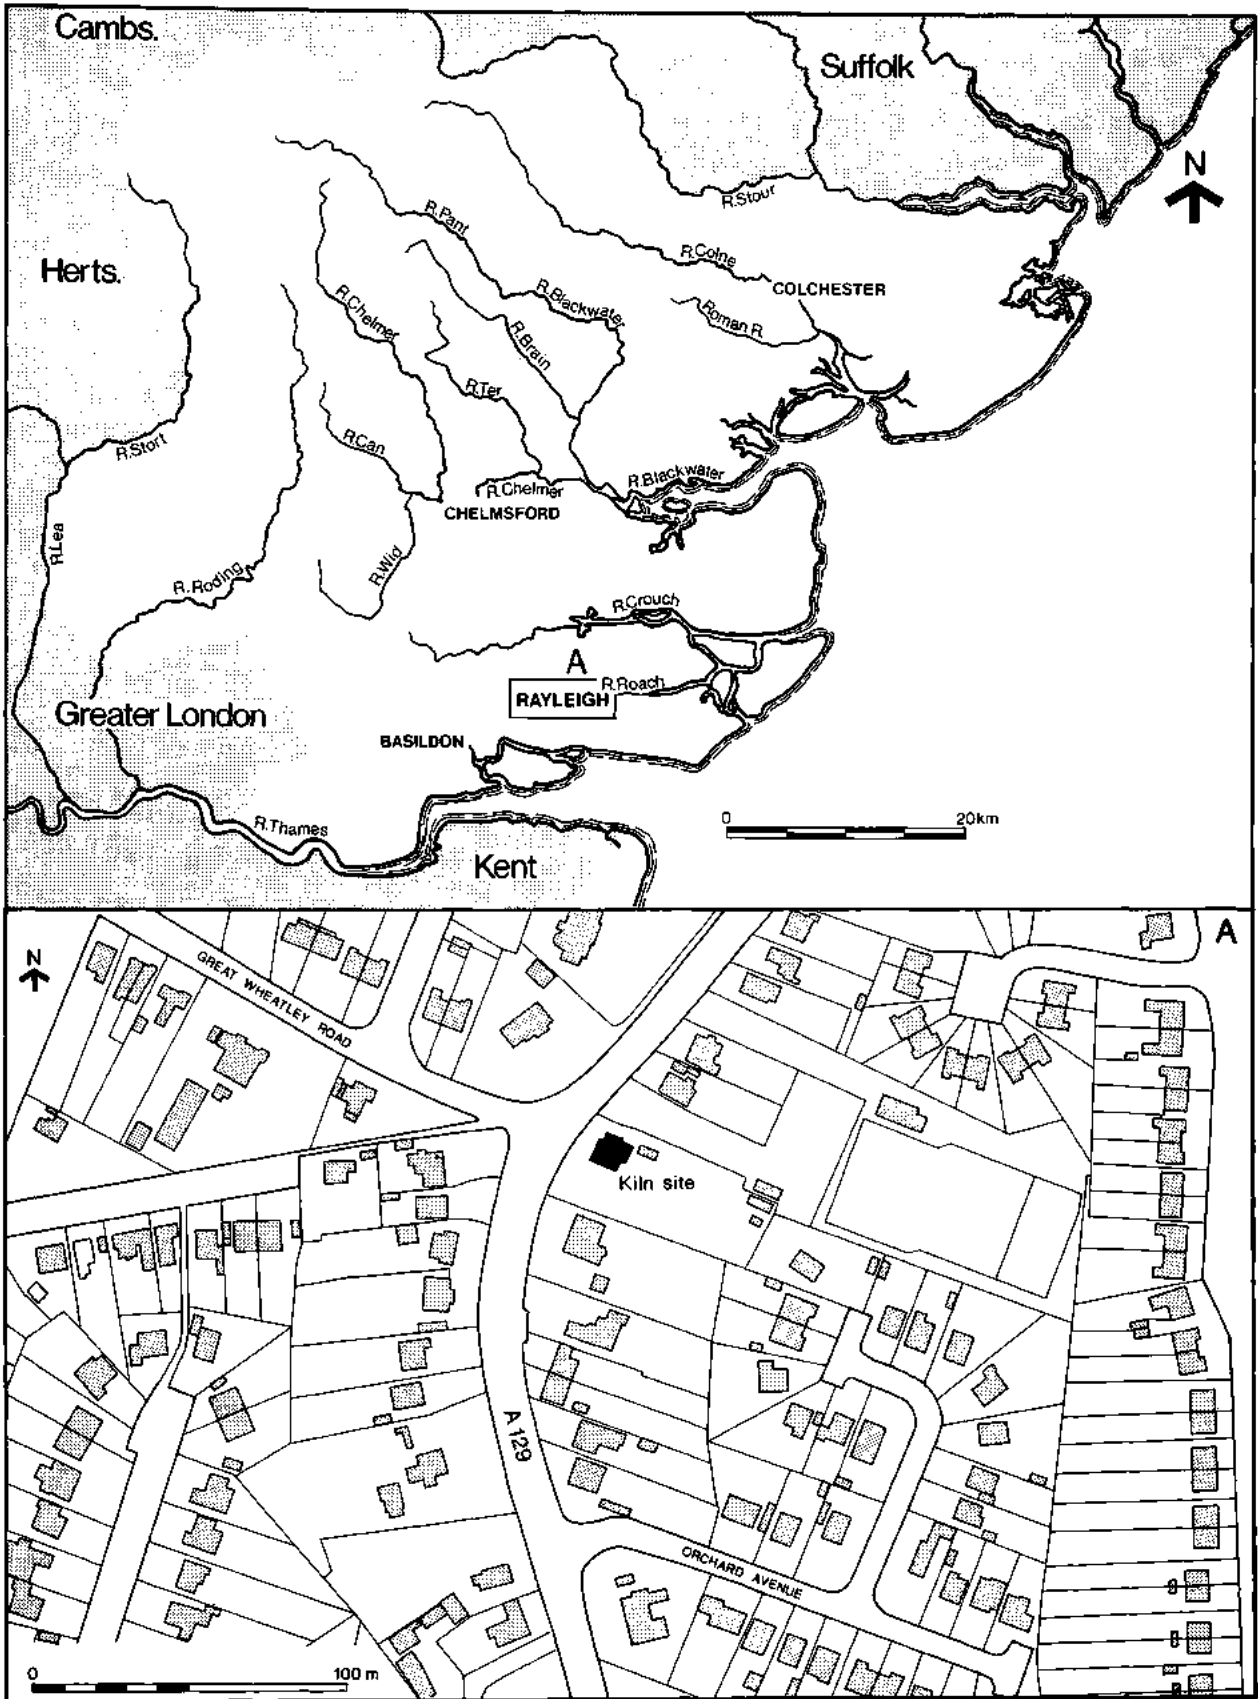 Cambs.
Suffolk
N
R.Stour
R.Pant
R.Colne
Herts.
COLCHESTER
R.Blackwater
R.Chelmer
Roman R.
R.Brain
R.Ter
R.Can
R.Stort
R.Blackwater
R.Chelmer
CHELMSFORD
R.Lea
R.Wid
R.Roding
R.Crouch
A
R.Roach
RAYLEIGH
Greater London
BASILDON
0 20km
R.Thames
Kent
A
N
GREAT WHEATLEY ROAD
Kiln site
A129
ORCHARD AVENUE
0 100 m